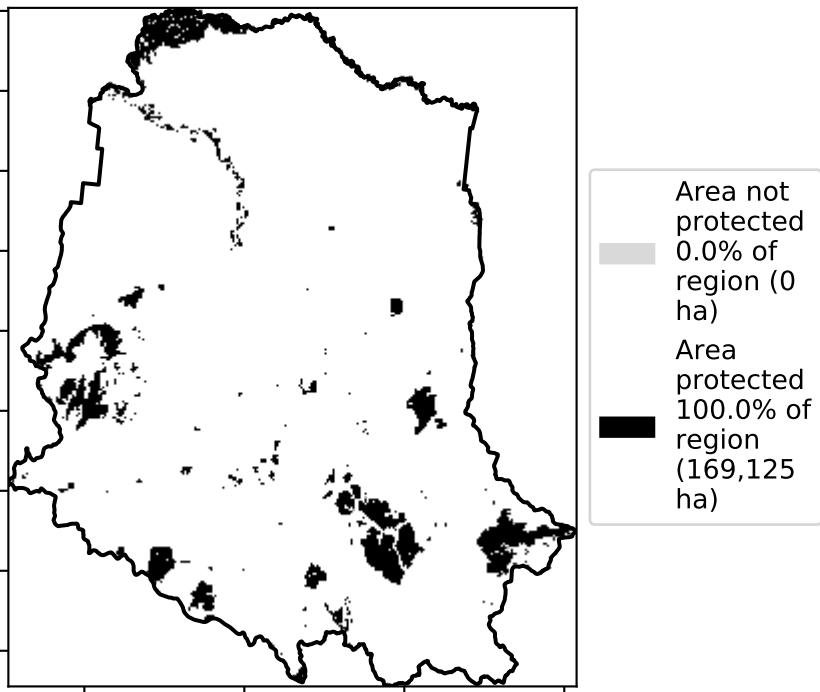 Area not
protected
0.0% of
region (0
ha)
Area
protected
100.0% of
region
(169,125
ha)